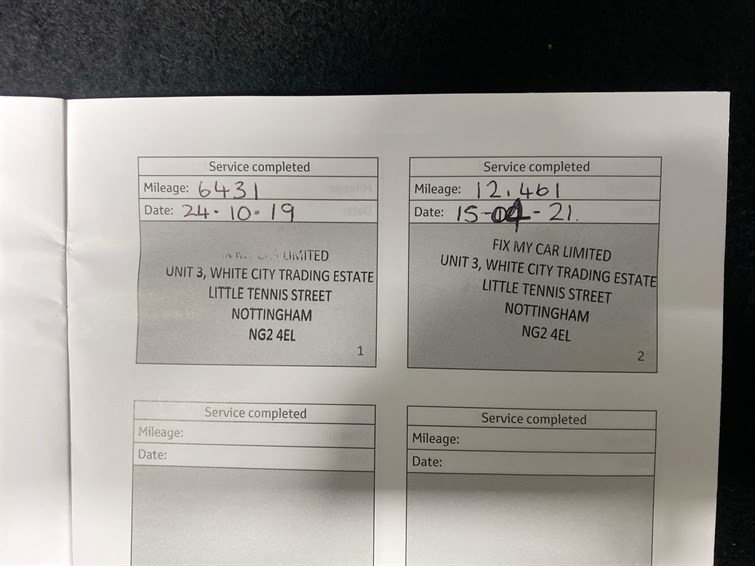 Service completed
Mileage: 6431
Date: 24-10-19
LIMITED
UNIT 3, WHITE CITY TRADING ESTATE
LITTLE TENNIS STREET
NOTTINGHAM
NG2 4EL
1
Service completed
Mileage: 12,461
Date: 15-04-21.
FIX MY CAR LIMITED
UNIT 3, WHITE CITY TRADING ESTATE
LITTLE TENNIS STREET
NOTTINGHAM
NG2 4EL
2
Service completed
Mileage:
Date:
Service completed
Mileage:
Date: